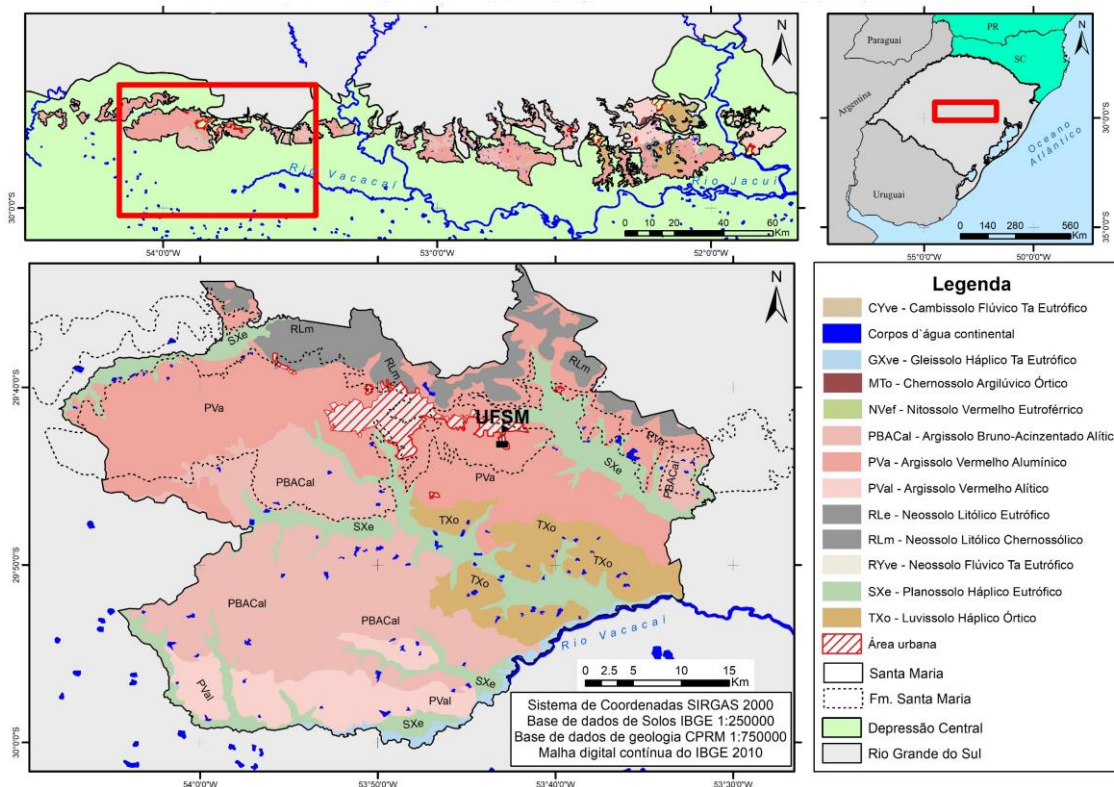 N
Rio Vacacaí
Rio Jacuí
30°0'0"S
0 10 20 40 60
Km
54°0'0"W
53°0'0"W
52°0'0"W
Paraguai
PR
SC
N
Argentina
Uruguai
Oceano
Atlântico
30°0'0"S
35°0'0"S
0 140 280 560
Km
55°0'0"W
50°0'0"W
N
SXe
RLm
RLm
RLm
29°40'0"S
PVa
UFSM
PVa
PVa
PBACal
SXe
PBACal
SXe
TXo
TXo
29°50'0"S
TXo
TXo
PBACal
PBACal
Rio Vacacaí
PVal
PVal
SXe
SXe
30°0'0"S
0 2.5 5 10 15
Km
Sistema de Coordenadas SIRGAS 2000
Base de dados de Solos IBGE 1:250000
Base de dados de geologia CPRM 1:750000
Malha digital contínua do IBGE 2010
54°0'0"W
53°50'0"W
53°40'0"W
53°30'0"W
Legenda
CYve - Cambissolo Flúvico Ta Eutrófico
Corpos d`água continental
GXve - Gleissolo Háplico Ta Eutrófico
MTo - Chernossolo Argilúvico Órtico
NVef - Nitossolo Vermelho Eutroférrico
PBACal - Argissolo Bruno-Acinzentado Alítico
PVa - Argissolo Vermelho Alumínico
PVal - Argissolo Vermelho Alítico
RLe - Neossolo Litólico Eutrófico
RLm - Neossolo Litólico Chernossólico
RYve - Neossolo Flúvico Ta Eutrófico
SXe - Planossolo Háplico Eutrófico
TXo - Luvissolo Háplico Órtico
Área urbana
Santa Maria
Fm. Santa Maria
Depressão Central
Rio Grande do Sul